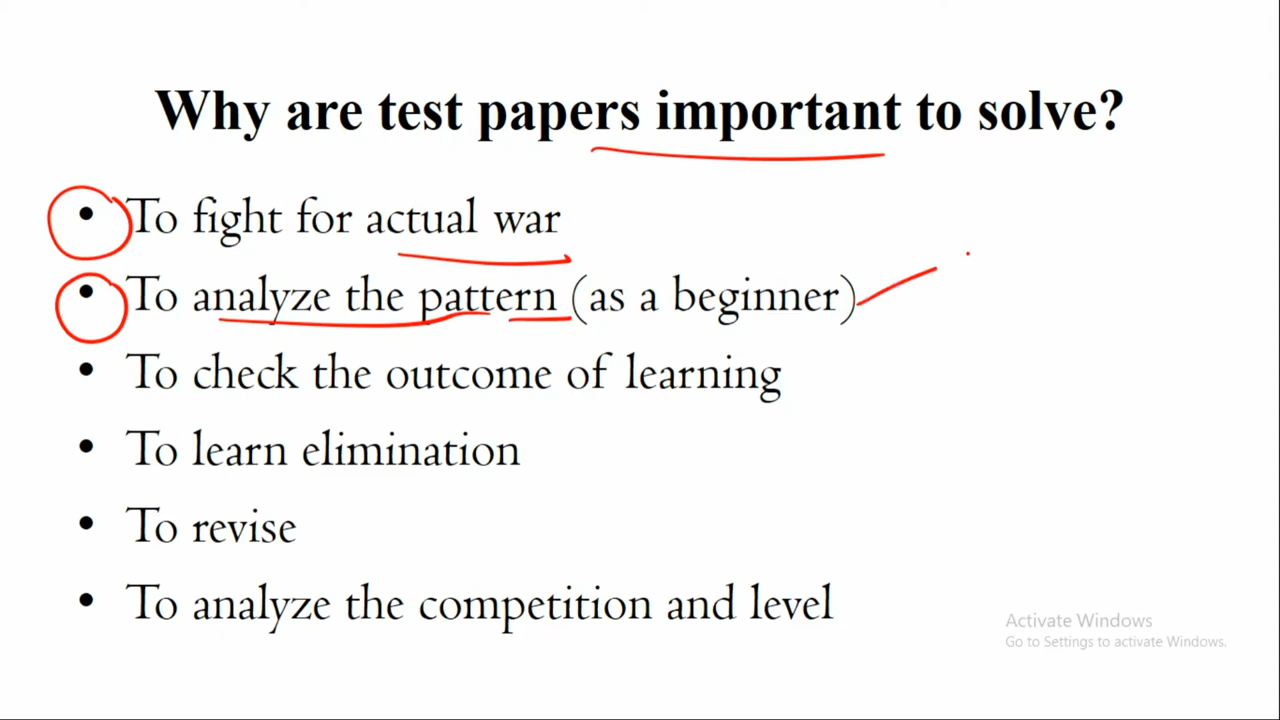 Why are test papers important to solve?
• To fight for actual war
• To analyze the pattern (as a beginner)
• To check the outcome of learning
• To learn elimination
• To revise
• To analyze the competition and level
Activate Windows
Go to Settings to activate Windows.